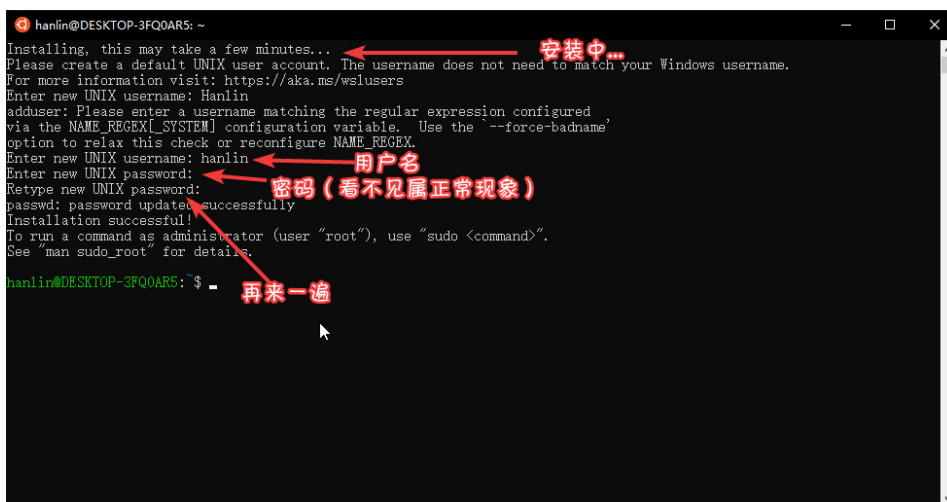 hanlin@DESKTOP-3FQ0AR5: ~
Installing, this may take a few minutes...
安装中...
Please create a default UNIX user account. The username does not need to match your Windows username.
For more information visit: https://aka.ms/wslusers
Enter new UNIX username: Hanlin
adduser: Please enter a username matching the regular expression configured
via the NAME_REGEX[_SYSTEM] configuration variable.  Use the `--force-badname'
option to relax this check or reconfigure NAME_REGEX.
Enter new UNIX username: hanlin
用户名
Enter new UNIX password:
密码（看不见属正常现象）
Retype new UNIX password:
passwd: password updated successfully
Installation successful!
To run a command as administrator (user "root"), use "sudo <command>".
See "man sudo_root" for details.
hanlin@DESKTOP-3FQ0AR5:~$
再来一遍